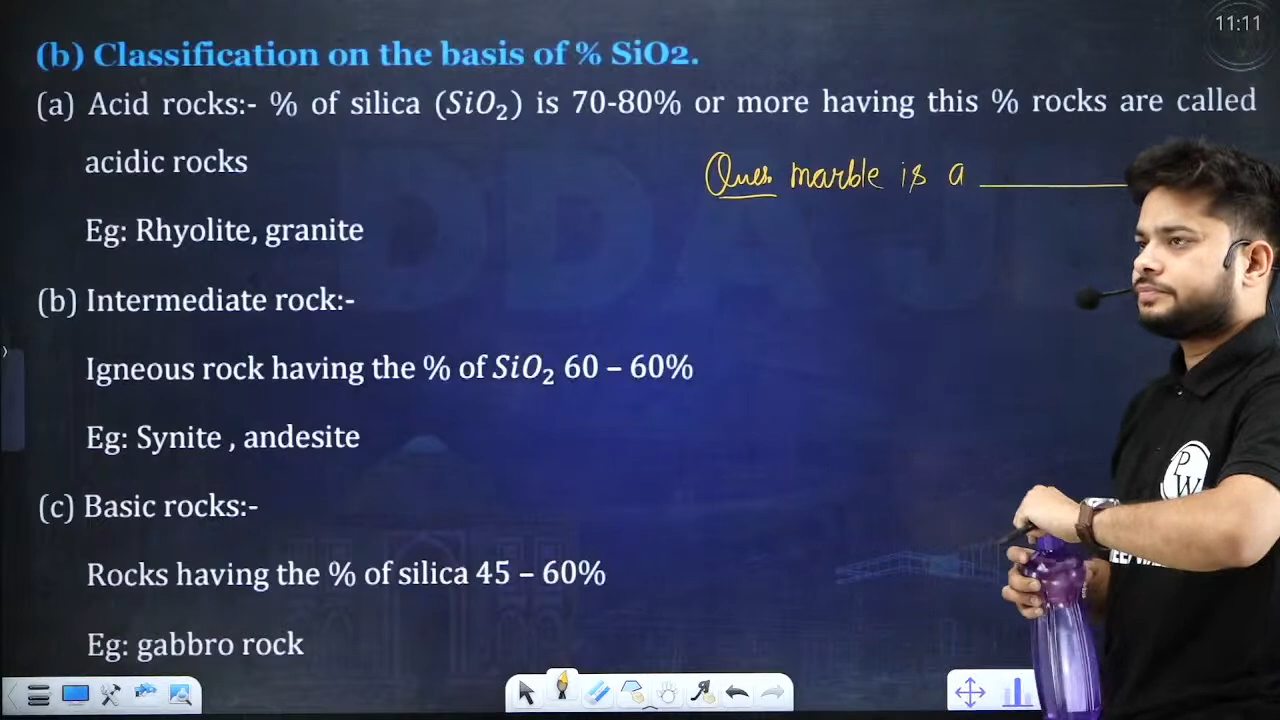 11:11
(b) Classification on the basis of % SiO2.
(a) Acid rocks:- % of silica (SiO₂) is 70-80% or more having this % rocks are called
acidic rocks
Ques. marble is a ________
Eg: Rhyolite, granite
(b) Intermediate rock:-
Igneous rock having the % of SiO₂ 60 – 60%
Eg: Synite , andesite
(c) Basic rocks:-
Rocks having the % of silica 45 – 60%
Eg: gabbro rock
P
W